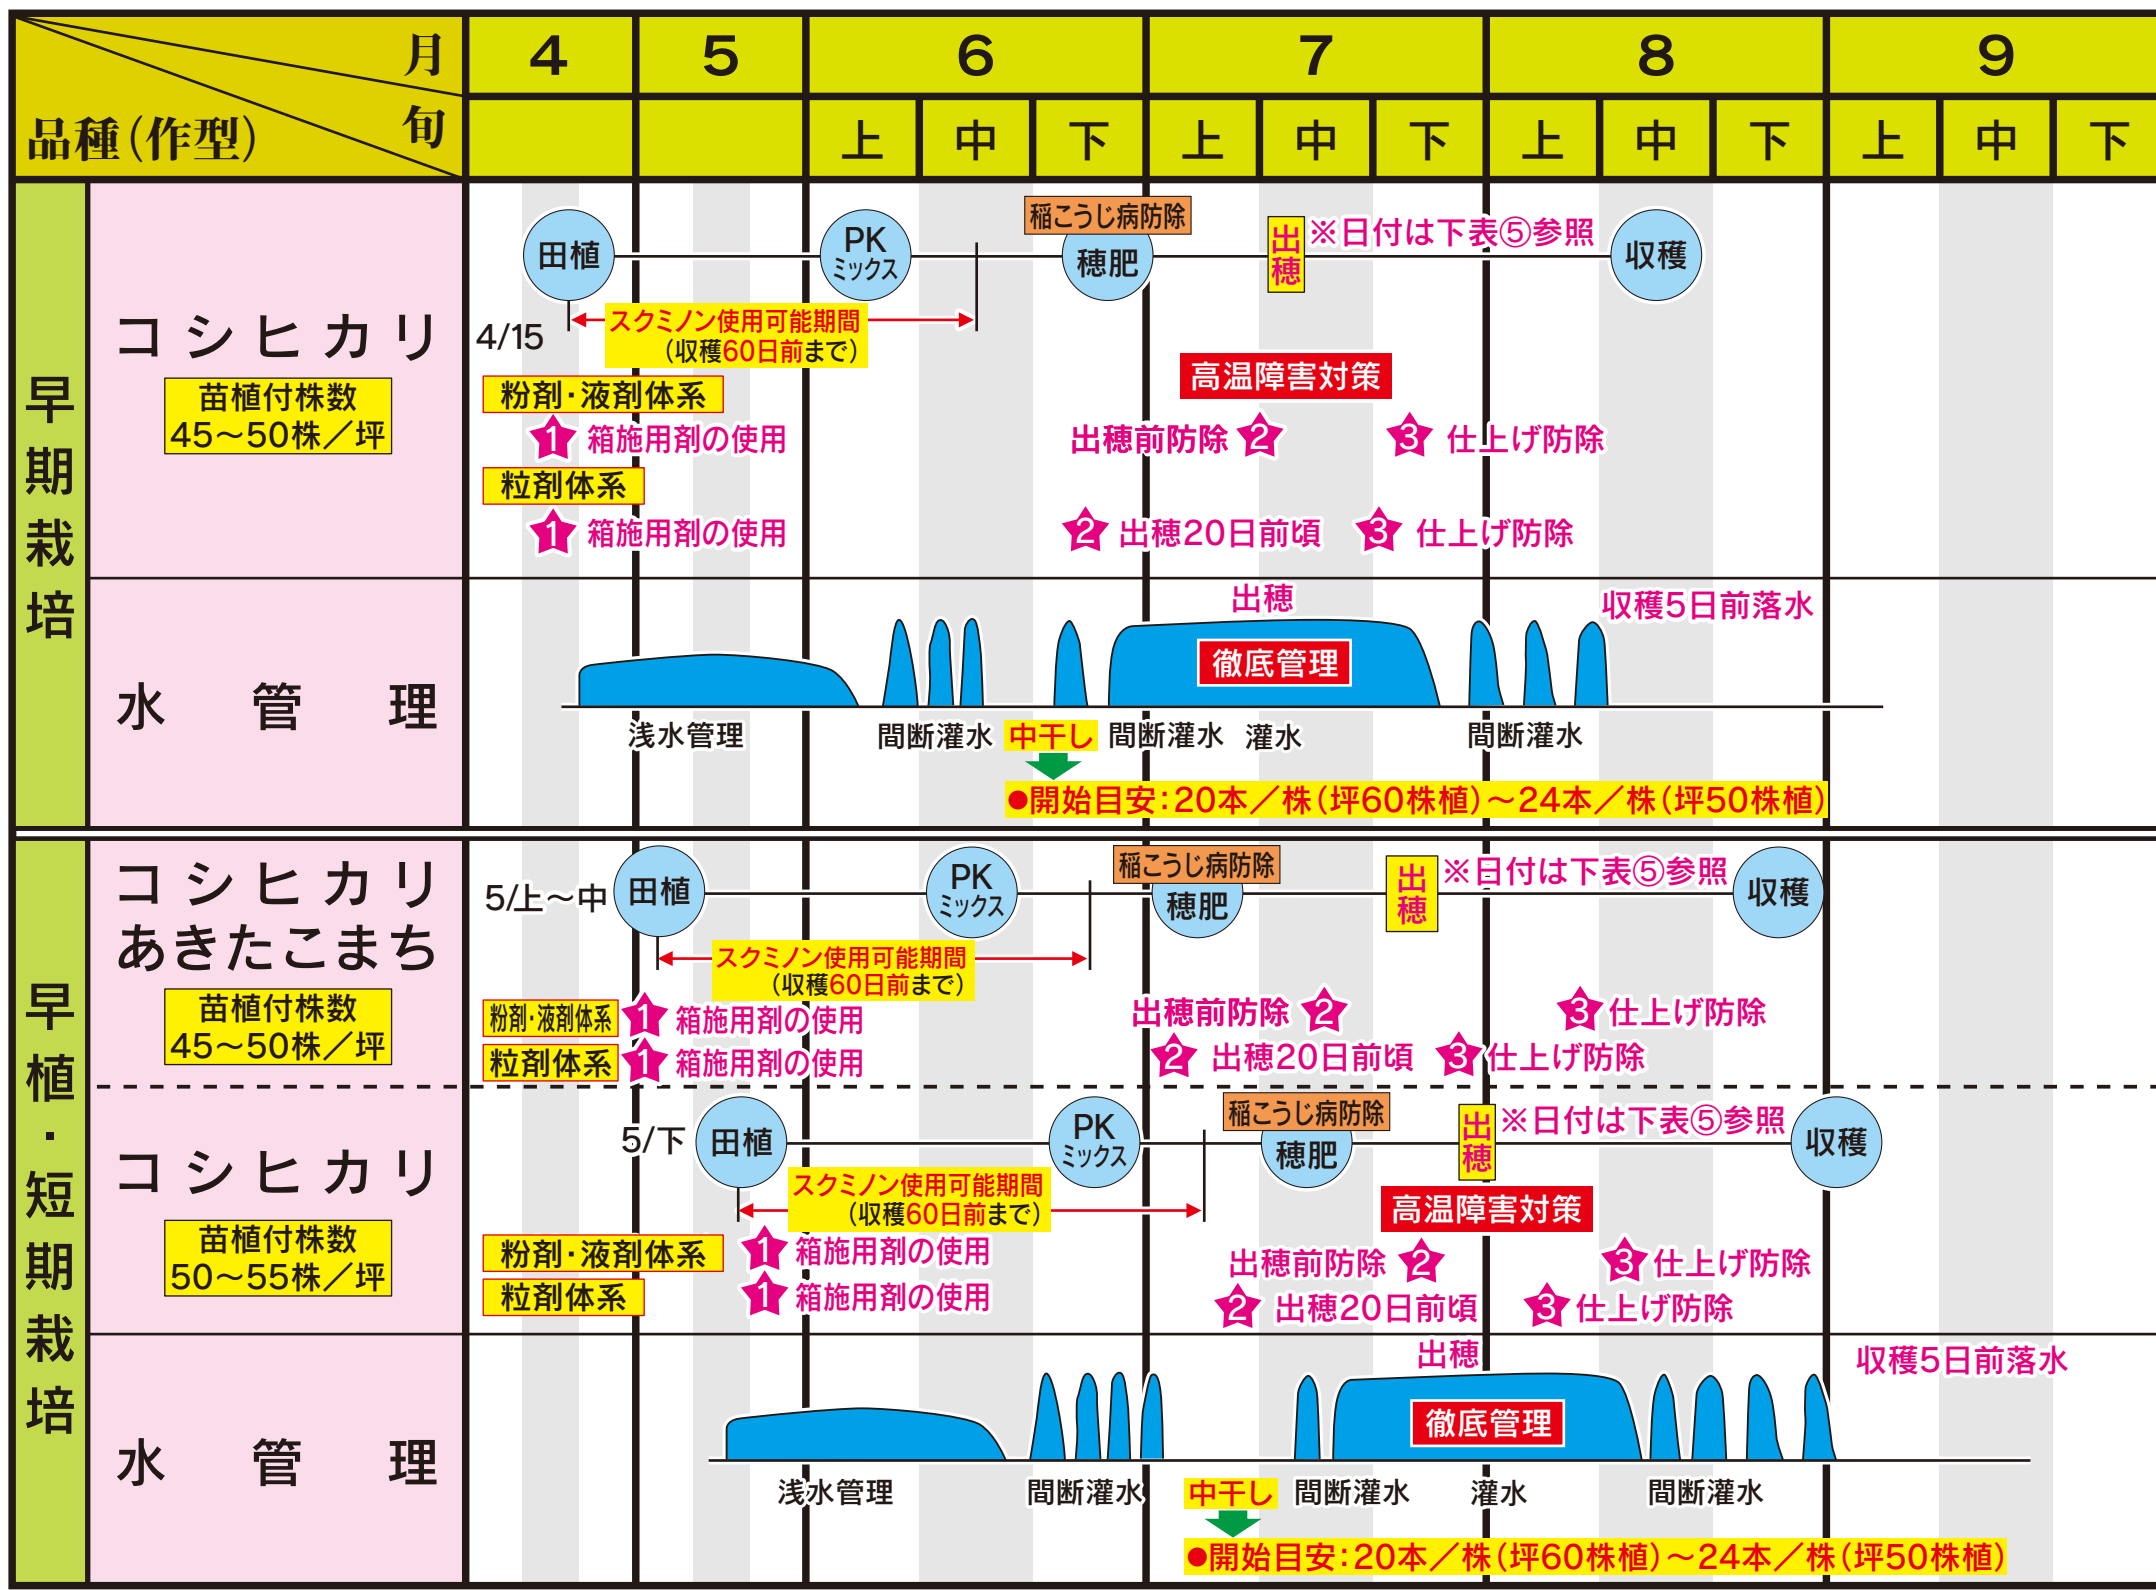 月
4
5
6
7
8
9
旬
品種(作型)
上
中
下
上
中
下
上
中
下
上
中
下
早期栽培
コシヒカリ
苗植付株数
45〜50株／坪
田植
4/15
PK
ミックス
稲こうじ病防除
穂肥
出穂
※日付は下表⑤参照
収穫
スクミノン使用可能期間
(収穫60日前まで)
高温障害対策
粉剤・液剤体系
1 箱施用剤の使用
出穂前防除 2
3 仕上げ防除
粒剤体系
1 箱施用剤の使用
2 出穂20日前頃
3 仕上げ防除
水管理
出穂
収穫5日前落水
徹底管理
浅水管理
間断灌水
中干し
間断灌水
灌水
間断灌水
●開始目安：20本／株(坪60株植)〜24本／株(坪50株植)
早植・短期栽培
コシヒカリ
あきたこまち
苗植付株数
45〜50株／坪
5/上〜中
田植
PK
ミックス
稲こうじ病防除
穂肥
出穂
※日付は下表⑤参照
収穫
スクミノン使用可能期間
(収穫60日前まで)
粉剤・液剤体系
1 箱施用剤の使用
出穂前防除 2
3 仕上げ防除
粒剤体系
1 箱施用剤の使用
2 出穂20日前頃
3 仕上げ防除
コシヒカリ
苗植付株数
50〜55株／坪
5/下
田植
PK
ミックス
稲こうじ病防除
穂肥
出穂
※日付は下表⑤参照
収穫
スクミノン使用可能期間
(収穫60日前まで)
高温障害対策
粉剤・液剤体系
1 箱施用剤の使用
出穂前防除 2
3 仕上げ防除
粒剤体系
1 箱施用剤の使用
2 出穂20日前頃
3 仕上げ防除
水管理
出穂
収穫5日前落水
徹底管理
浅水管理
間断灌水
中干し
間断灌水
灌水
間断灌水
●開始目安：20本／株(坪60株植)〜24本／株(坪50株植)